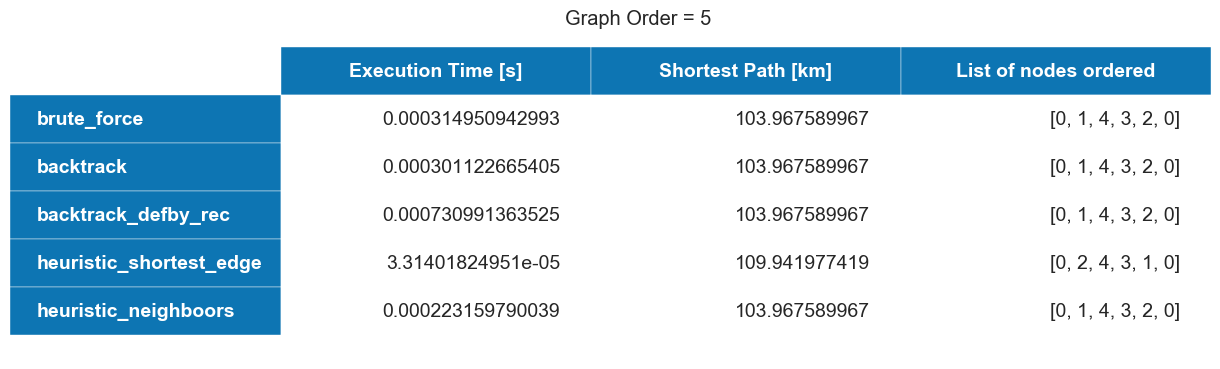 Graph Order = 5
Execution Time [s] Shortest Path [km] List of nodes ordered
brute_force 0.000314950942993 103.967589967 [0, 1, 4, 3, 2, 0]
backtrack 0.000301122665405 103.967589967 [0, 1, 4, 3, 2, 0]
backtrack_defby_rec 0.000730991363525 103.967589967 [0, 1, 4, 3, 2, 0]
heuristic_shortest_edge 3.31401824951e-05 109.941977419 [0, 2, 4, 3, 1, 0]
heuristic_neighboors 0.000223159790039 103.967589967 [0, 1, 4, 3, 2, 0]